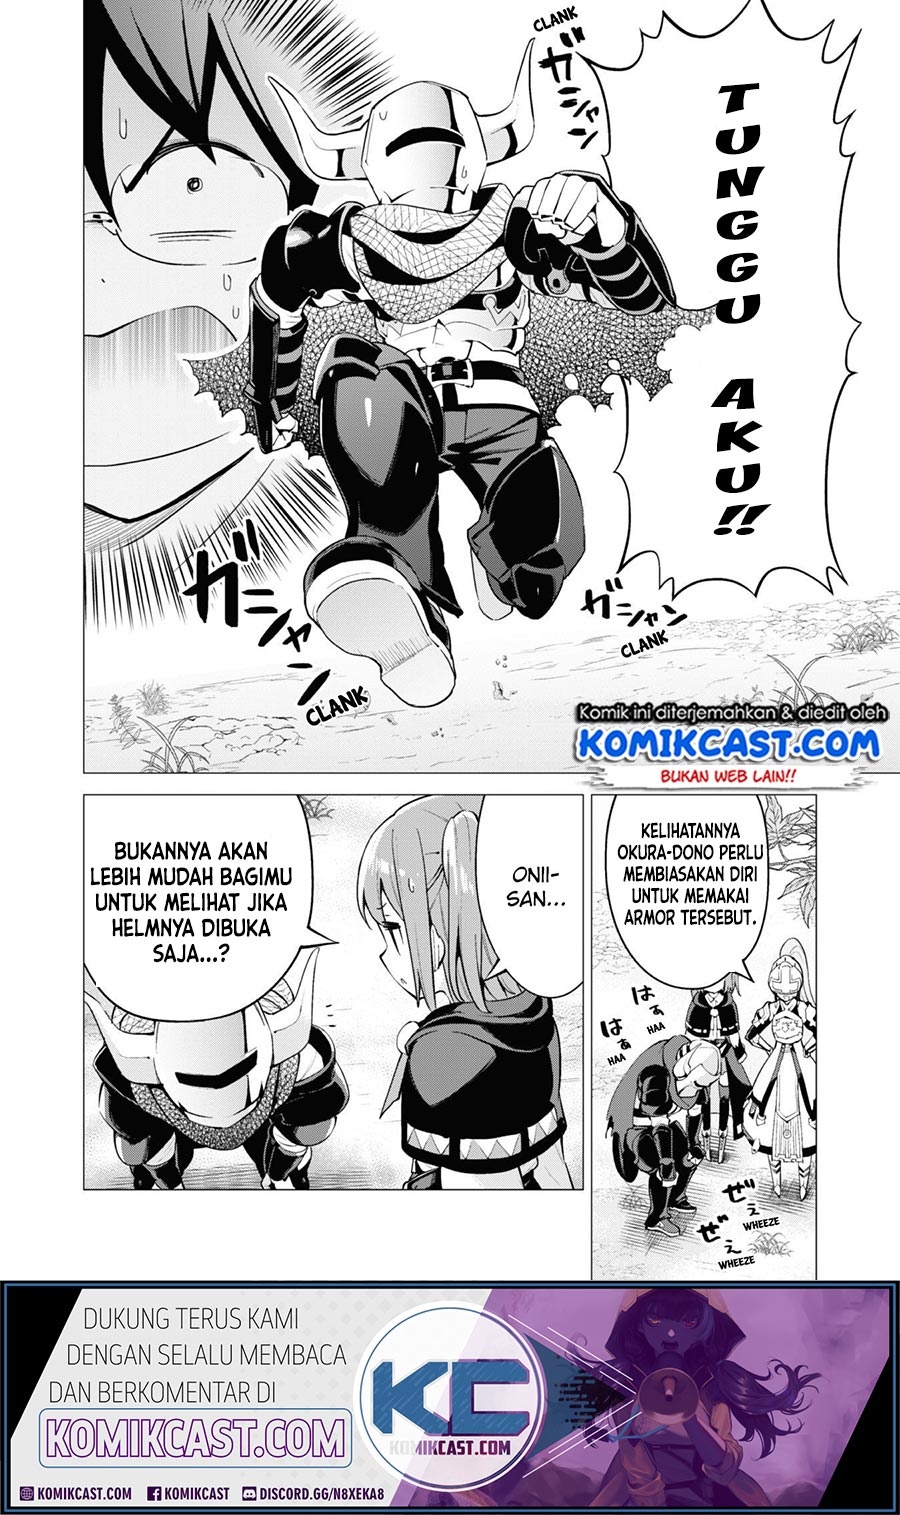 CLANK
ガシャン
TUNGGU AKU!!
ガニシャ
CLANK
ガニシャン
CLANK
Komik ini diterjemahkan & diedit oleh
KOMIKCAST.COM
BUKAN WEB LAIN!!
KELIHATANNYA
OKURA-DONO PERLU
MEMBIASAKAN DIRI
UNTUK MEMAKAI
ARMOR TERSEBUT.
はぁ
HAA
はぁ
HAA
ぜぇ
WHEEZE
ぜぇ
WHEEZE
ONII-
SAN...
BUKANNYA AKAN
LEBIH MUDAH BAGIMU
UNTUK MELIHAT JIKA
HELMNYA DIBUKA
SAJA...?
DUKUNG TERUS KAMI
DENGAN SELALU MEMBACA
DAN BERKOMENTAR DI
KOMIKCAST.COM
KOMIKCAST.COM
KOMIKCAST
DISCORD.GG/N8XEKA8
KC
KOMIKCAST.COM